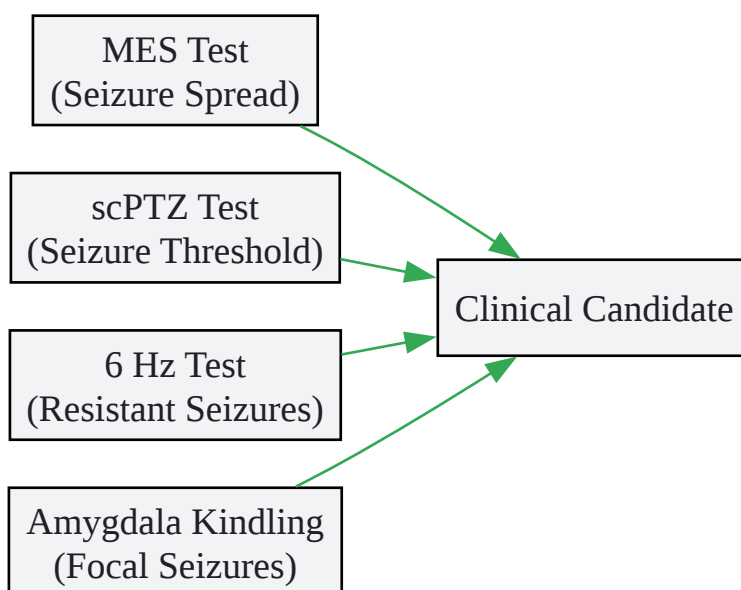 MES Test
(Seizure Spread)
scPTZ Test
(Seizure Threshold)
Clinical Candidate
6 Hz Test
(Resistant Seizures)
Amygdala Kindling
(Focal Seizures)